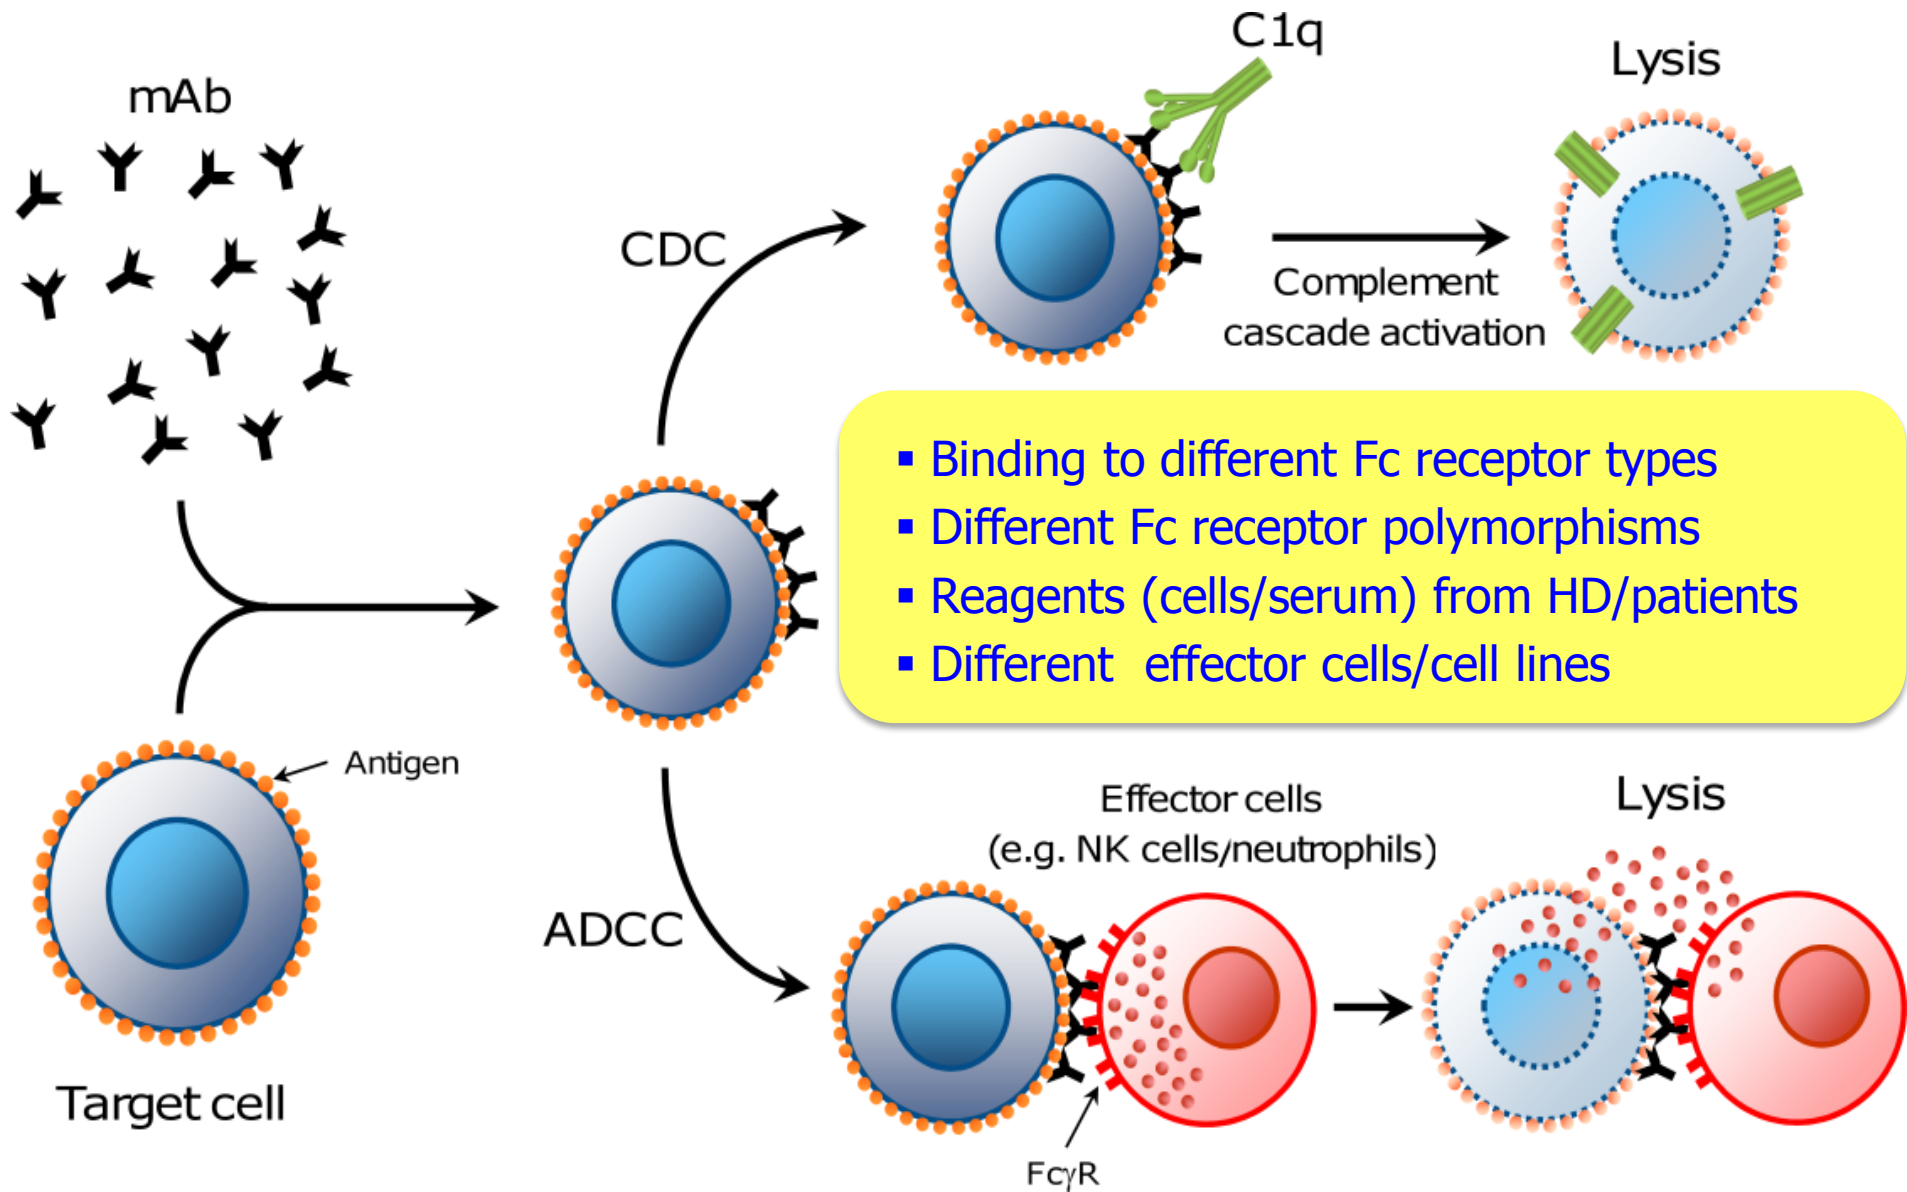 mAb
C1q
Lysis
CDC
Complement
cascade activation
▪ Binding to different Fc receptor types
▪ Different Fc receptor polymorphisms
▪ Reagents (cells/serum) from HD/patients
▪ Different effector cells/cell lines
Antigen
Target cell
ADCC
Effector cells
(e.g. NK cells/neutrophils)
Lysis
FcγR